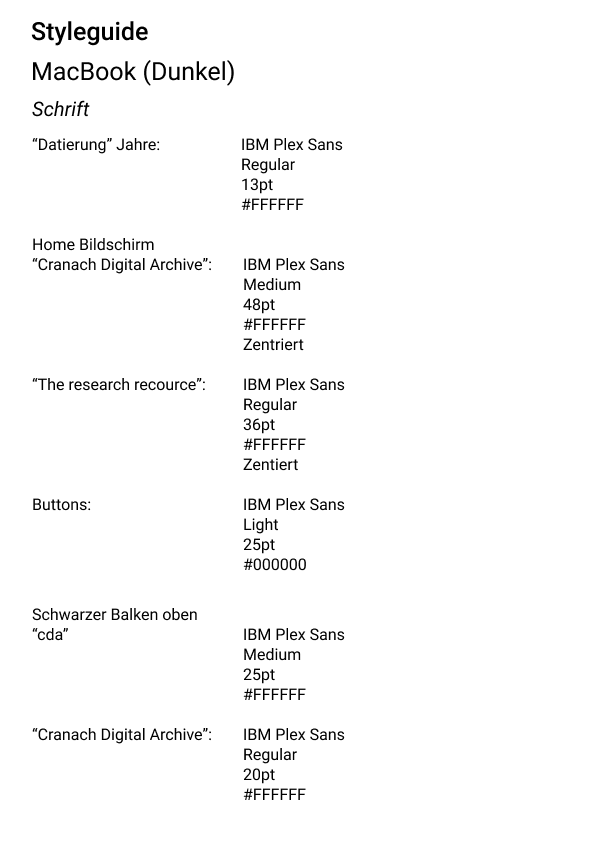 Styleguide
MacBook (Dunkel)
Schrift
“Datierung” Jahre: IBM Plex Sans
Regular
13pt
#FFFFFF
Home Bildschirm
“Cranach Digital Archive”: IBM Plex Sans
Medium
48pt
#FFFFFF
Zentriert
“The research recource”: IBM Plex Sans
Regular
36pt
#FFFFFF
Zentiert
Buttons: IBM Plex Sans
Light
25pt
#000000
Schwarzer Balken oben
“cda” IBM Plex Sans
Medium
25pt
#FFFFFF
“Cranach Digital Archive”: IBM Plex Sans
Regular
20pt
#FFFFFF